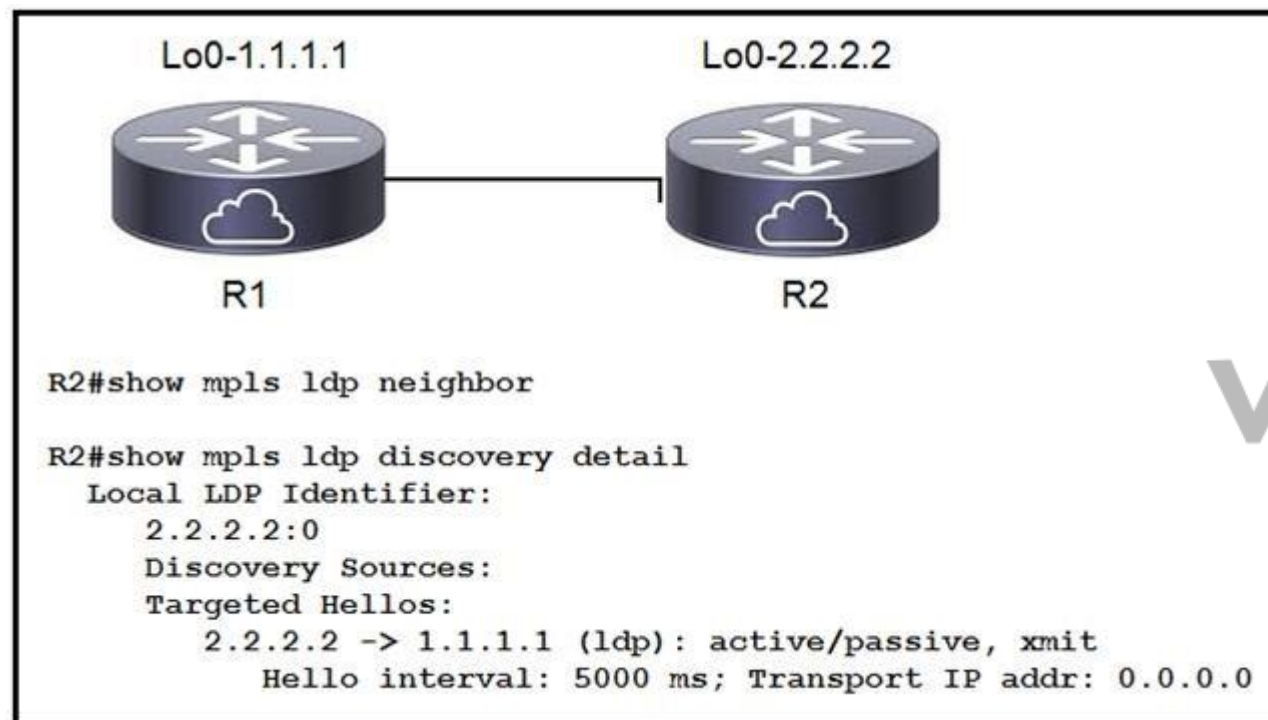 Lo0-1.1.1.1 Lo0-2.2.2.2
R1 R2
R2#show mpls ldp neighbor
R2#show mpls ldp discovery detail
Local LDP Identifier:
2.2.2.2:0
Discovery Sources:
Targeted Hellos:
2.2.2.2 -> 1.1.1.1 (ldp): active/passive, xmit
Hello interval: 5000 ms; Transport IP addr: 0.0.0.0